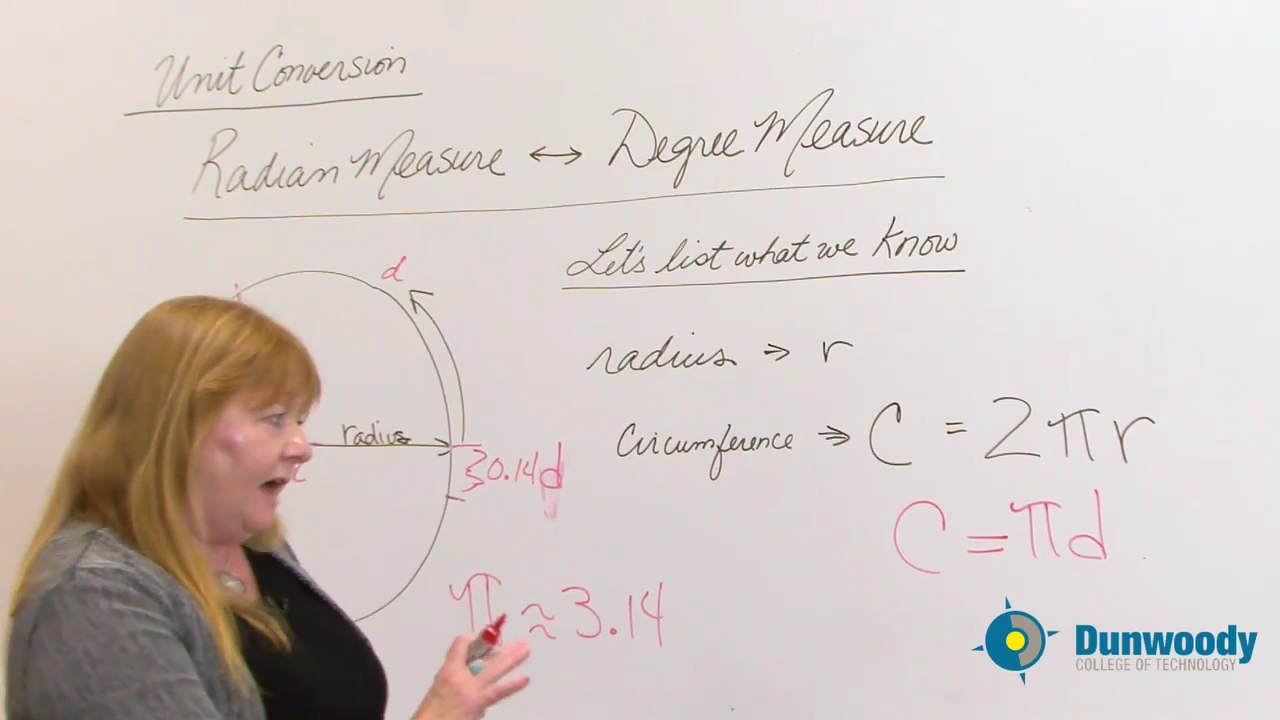 Unit Conversion
Radian Measure ↔ Degree Measure
Let's list what we know
d
radius → r
radius
Circumference ⇒ C = 2πr
30.14d
C = πd
π ≈ 3.14
Dunwoody
COLLEGE OF TECHNOLOGY